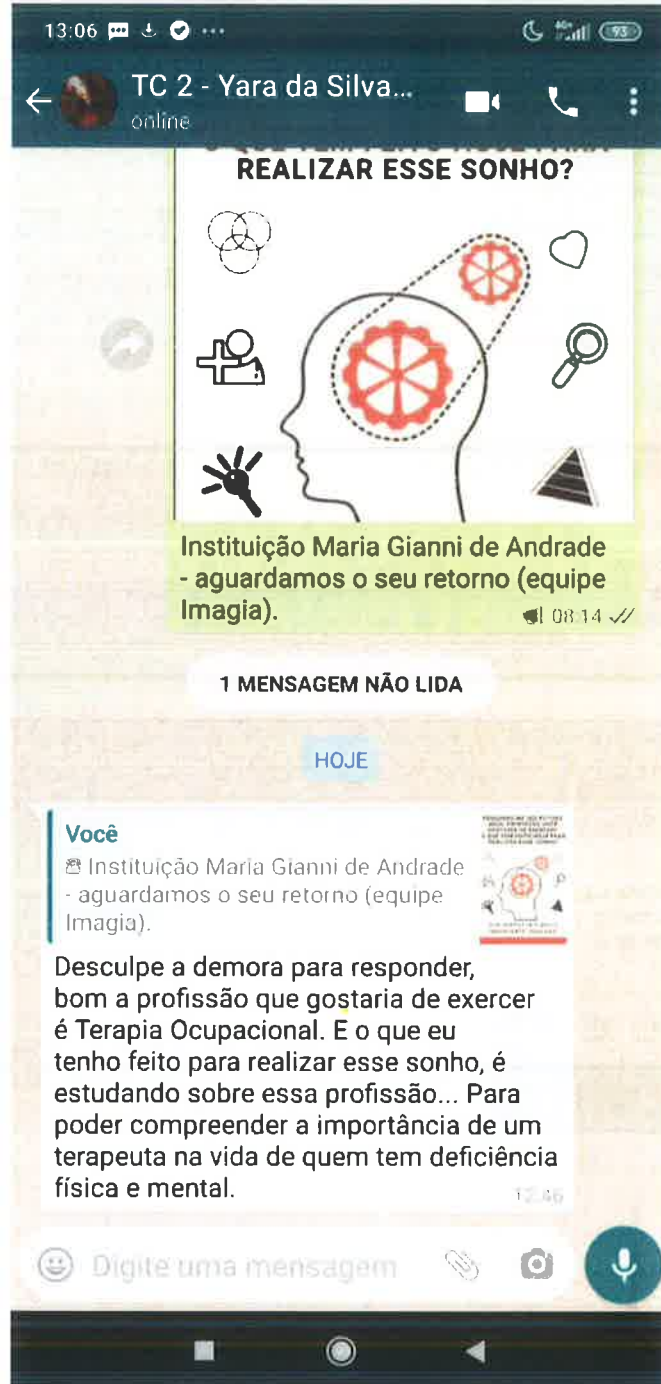 13:06
93
TC 2 - Yara da Silva...
online
REALIZAR ESSE SONHO?
Instituição Maria Gianni de Andrade
- aguardamos o seu retorno (equipe
Imagia).
08:14
1 MENSAGEM NÃO LIDA
HOJE
Você
Instituição Maria Gianni de Andrade
- aguardamos o seu retorno (equipe
Imagia).
Desculpe a demora para responder,
bom a profissão que gostaria de exercer
é Terapia Ocupacional. E o que eu
tenho feito para realizar esse sonho, é
estudando sobre essa profissão... Para
poder compreender a importância de um
terapeuta na vida de quem tem deficiência
física e mental.
12:46
Digite uma mensagem